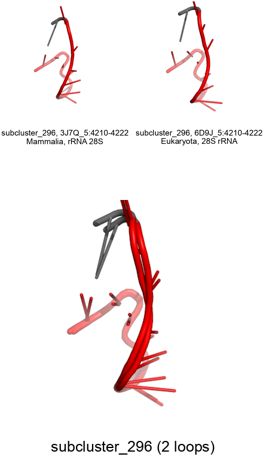 subcluster_296, 3J7Q_5:4210-4222
Mammalia, rRNA 28S
subcluster_296, 6D9J_5:4210-4222
Eukaryota, 28S rRNA
subcluster_296 (2 loops)